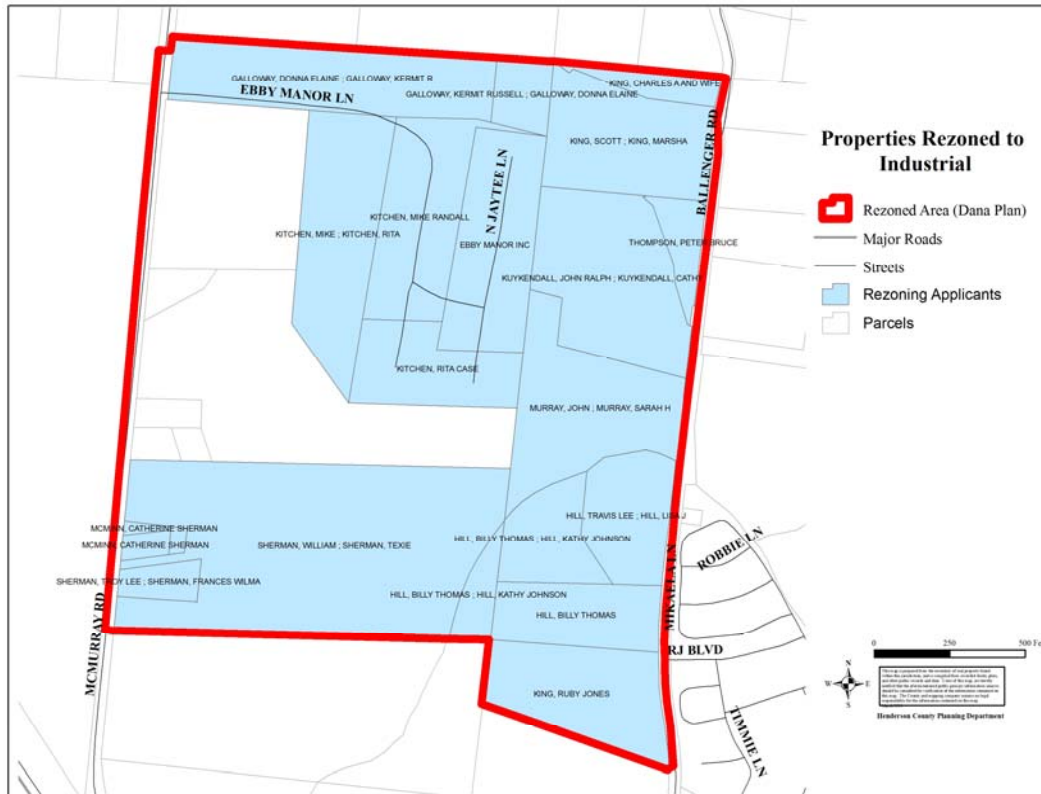 GALLOWAY, DONNA ELAINE ; GALLOWAY, KERMIT R
KING, CHARLES A AND WIFE
EBBY MANOR LN
GALLOWAY, KERMIT RUSSELL ; GALLOWAY, DONNA ELAINE
KING, SCOTT ; KING, MARSHA
BALLENGER RD
N JAYTEE LN
KITCHEN, MIKE RANDALL
KITCHEN, MIKE ; KITCHEN, RITA
EBBY MANOR INC
THOMPSON, PETER BRUCE
KUYKENDALL, JOHN RALPH ; KUYKENDALL, CATHY
KITCHEN, RITA CASE
MURRAY, JOHN ; MURRAY, SARAH H
HILL, TRAVIS LEE ; HILL, LISA J
MCMINN, CATHERINE SHERMAN
MCMINN, CATHERINE SHERMAN
SHERMAN, WILLIAM ; SHERMAN, TEXIE
HILL, BILLY THOMAS ; HILL, KATHY JOHNSON
ROBBIE LN
MIKAELA LN
SHERMAN, TROY LEE ; SHERMAN, FRANCES WILMA
HILL, BILLY THOMAS ; HILL, KATHY JOHNSON
HILL, BILLY THOMAS
MCMURRAY RD
RJ BLVD
KING, RUBY JONES
TIMMIE LN
Properties Rezoned to
Industrial
Rezoned Area (Dana Plan)
Major Roads
Streets
Rezoning Applicants
Parcels
0 250 500 Fe
N
W E
S
Henderson County Planning Department